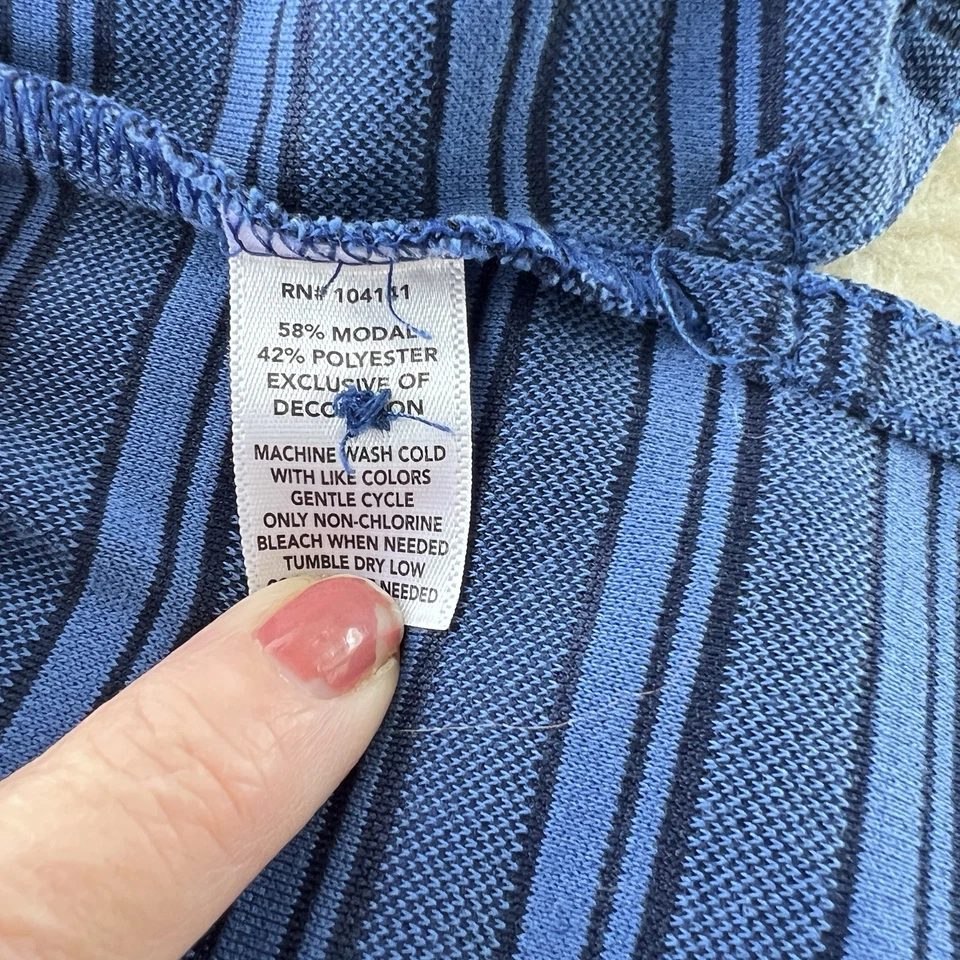 RN# 104141
58% MODAL
42% POLYESTER
EXCLUSIVE OF
MACHINE WASH COLD
WITH LIKE COLORS
GENTLE CYCLE
ONLY NON-CHLORINE
BLEACH WHEN NEEDED
TUMBLE DRY LOW
NEEDED